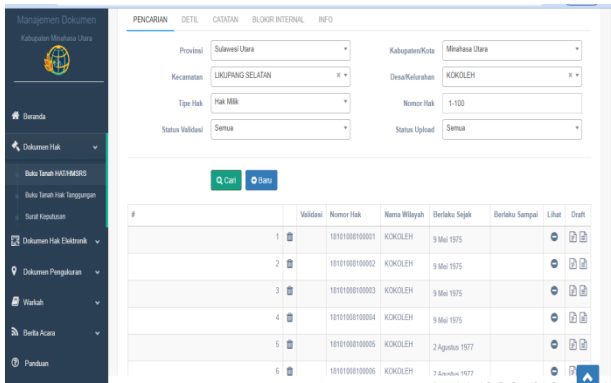 Manajemen Dokumen
Kabupaten Minahasa Utara
Beranda
Dokumen Hak
Buku Tanah HAT/HMSRS
Buku Tanah Hak Tanggungan
Surat Keputusan
Dokumen Hak Elektronik
Dokumen Pengukuran
Warkah
Berita Acara
Panduan
PENCARIAN DETIL CATATAN BLOKIR INTERNAL INFO
Provinsi Sulawesi Utara Kabupaten/Kota Minahasa Utara
Kecamatan LIKUPANG SELATAN × Desa/Kelurahan KOKOLEH ×
Tipe Hak Hak Milik Nomor Hak 1-100
Status Validasi Semua Status Upload Semua
Cari Baru
# Validasi Nomor Hak Nama Wilayah Berlaku Sejak Berlaku Sampai Lihat Draft
1 18101008100001 KOKOLEH 9 Mei 1975
2 18101008100002 KOKOLEH 9 Mei 1975
3 18101008100003 KOKOLEH 9 Mei 1975
4 18101008100004 KOKOLEH 9 Mei 1975
5 18101008100005 KOKOLEH 2 Agustus 1977
6 18101008100006 KOKOLEH 2 Agustus 1977